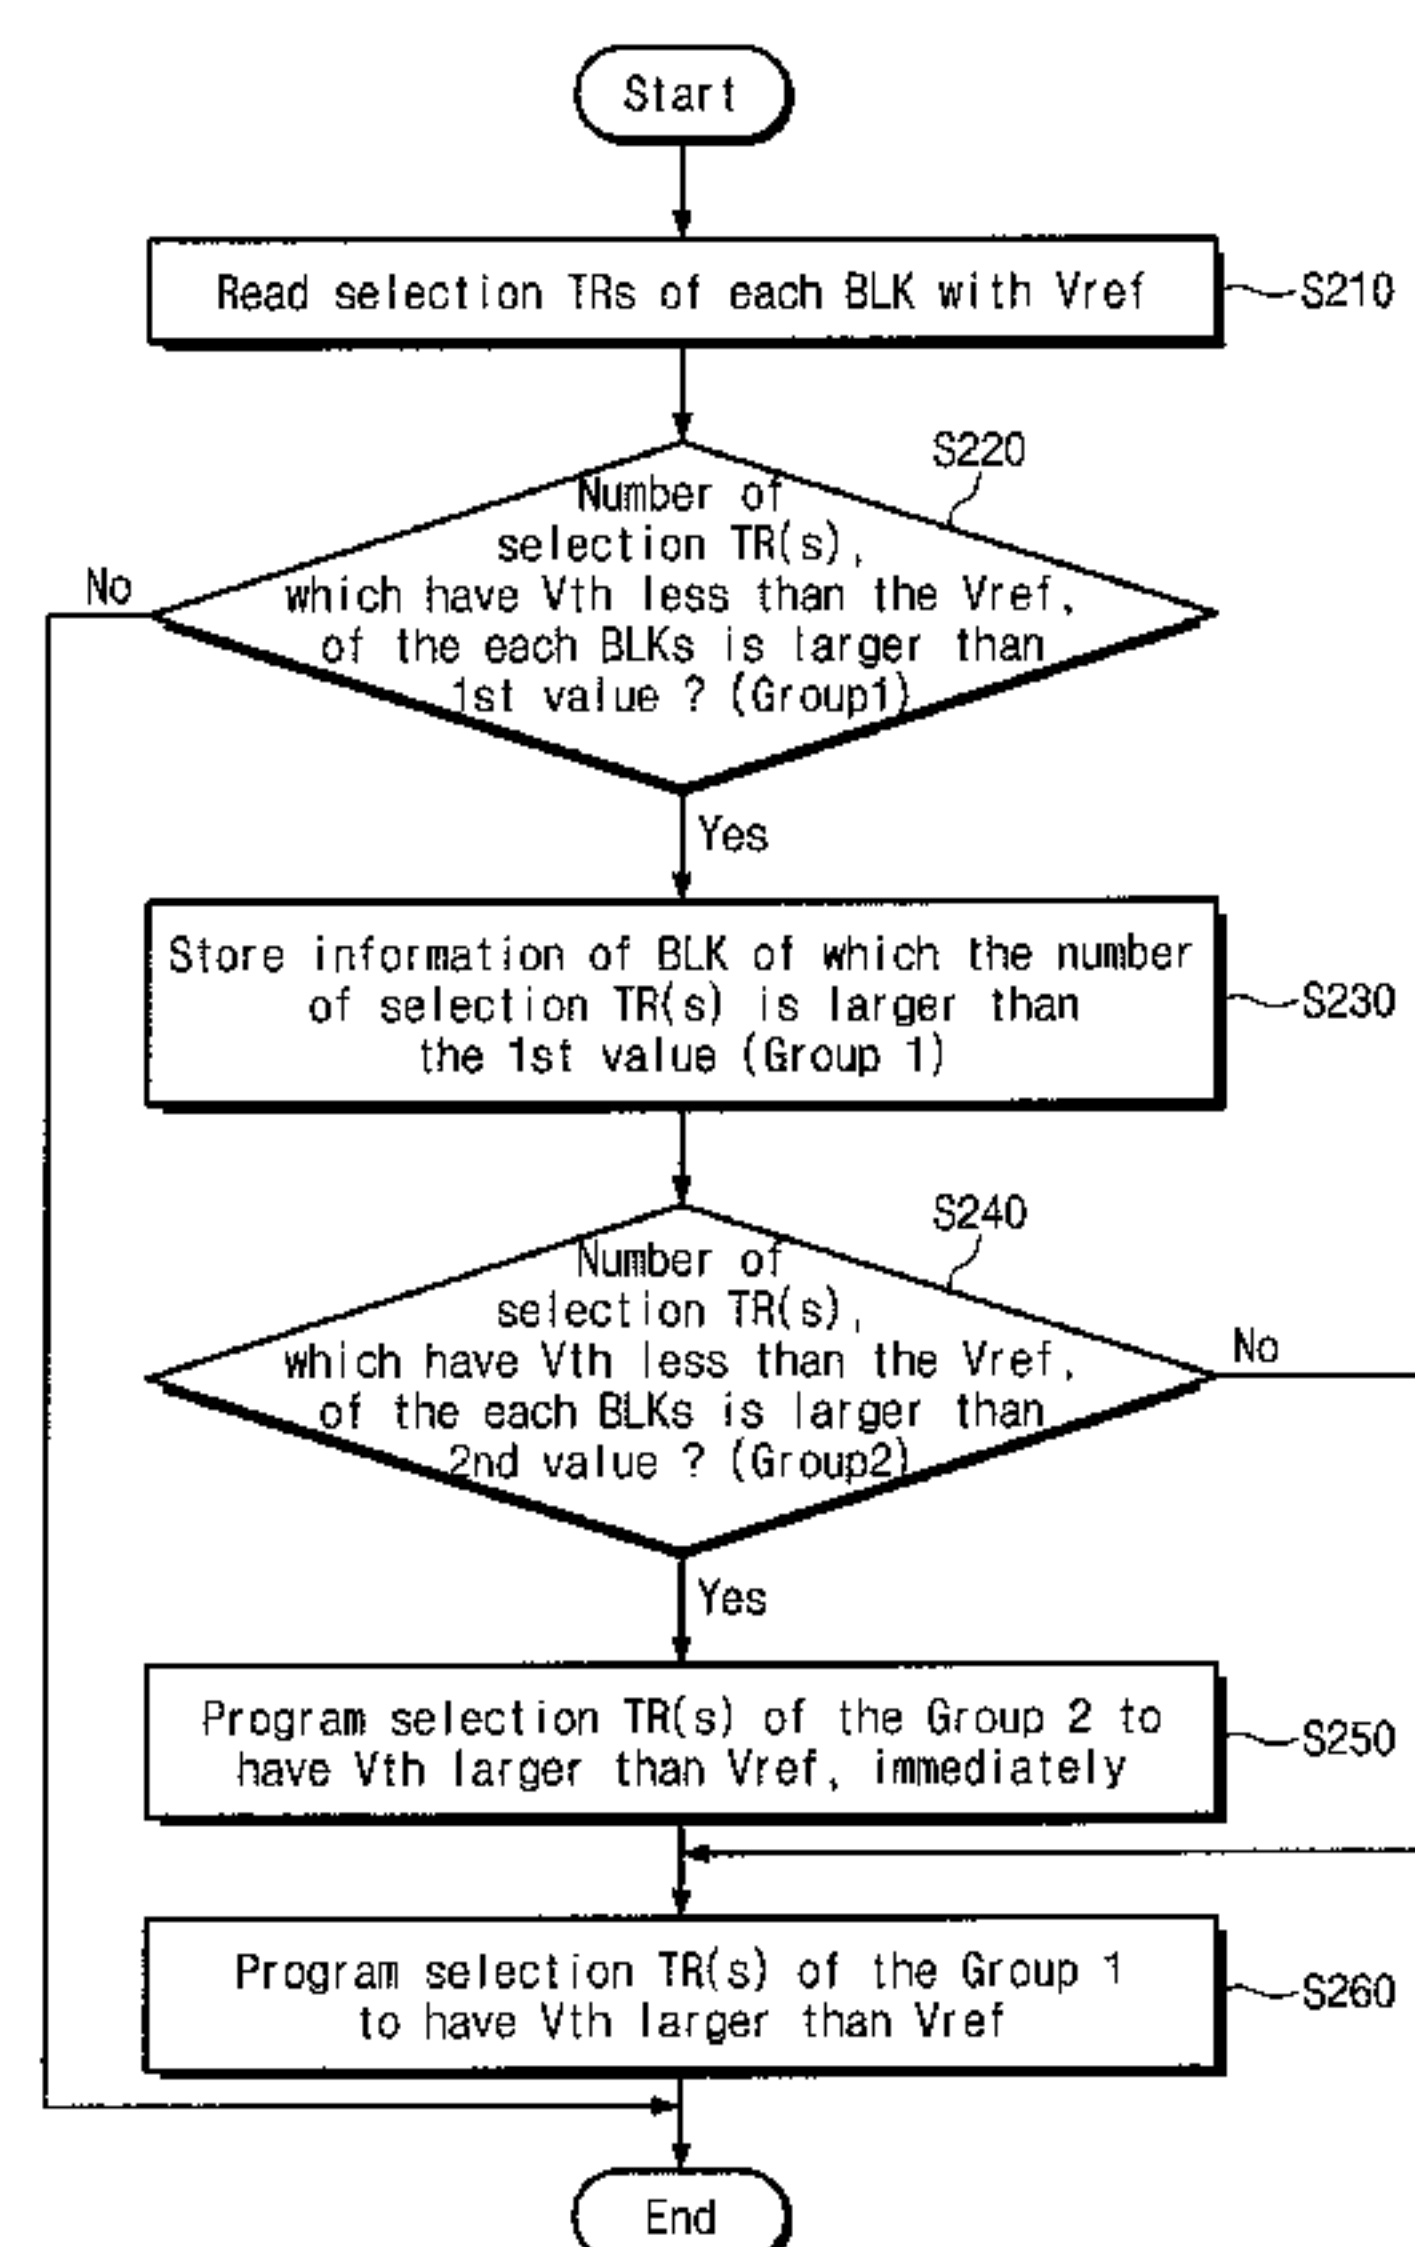 Start
Read selection TRs of each BLK with Vref
S210
S220
Number of
selection TR(s),
which have Vth less than the Vref,
of the each BLKs is larger than
1st value ? (Group1)
No
Yes
Store information of BLK of which the number
of selection TR(s) is larger than
the 1st value (Group 1)
S230
S240
Number of
selection TR(s),
which have Vth less than the Vref,
of the each BLKs is larger than
2nd value ? (Group2)
No
Yes
Program selection TR(s) of the Group 2 to
have Vth larger than Vref, immediately
S250
Program selection TR(s) of the Group 1
to have Vth larger than Vref
S260
End